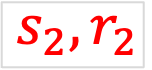 s₂, r₂